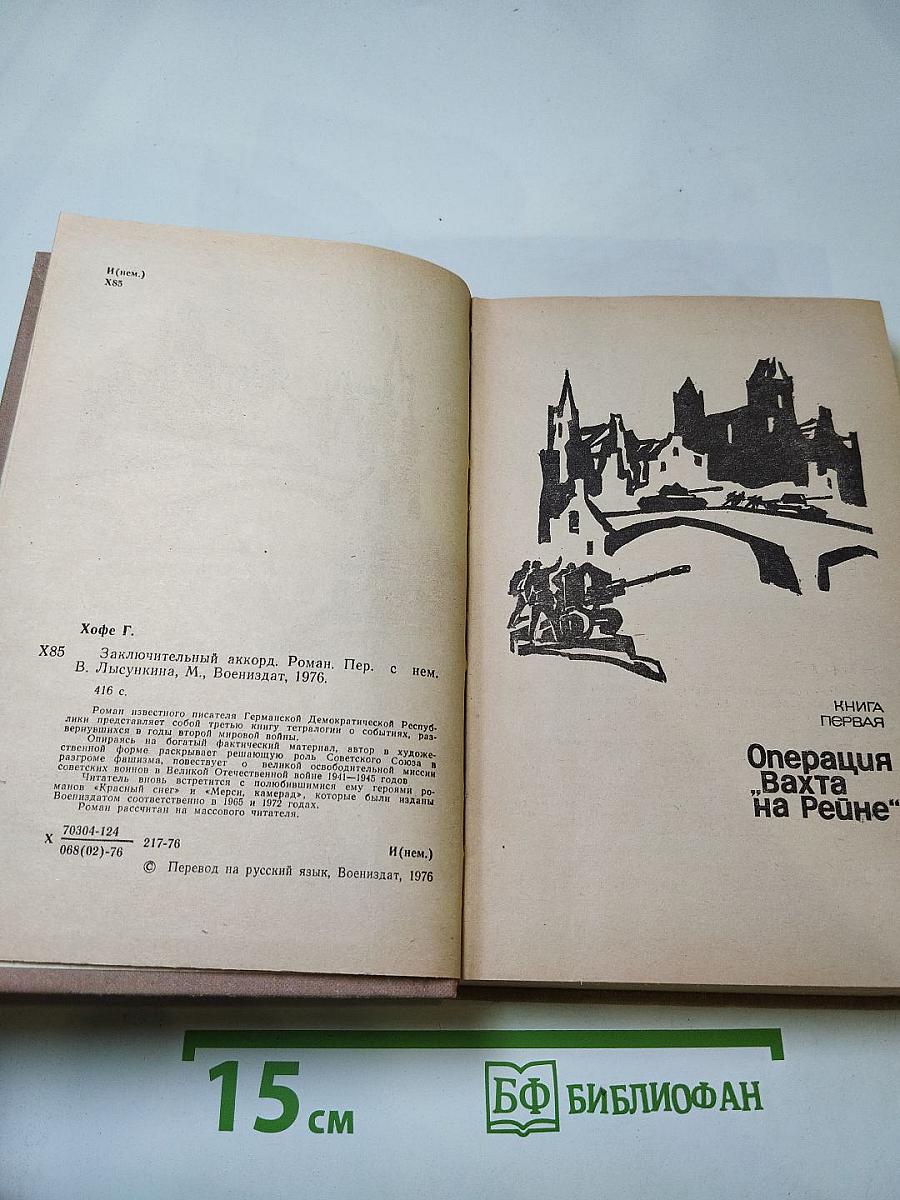 И(нем.)
Х85
Хофе Г.
Х85 Заключительный аккорд. Роман. Пер. с нем.
В. Лысункина, М., Воениздат, 1976.
416 с.
Роман известного писателя Германской Демократической Респуб-
лики представляет собой третью книгу тетралогии о событиях, раз-
вернувшихся в годы второй мировой войны.
Опираясь на богатый фактический материал, автор в художе-
ственной форме раскрывает решающую роль Советского Союза в
разгроме фашизма, повествует о великой освободительной миссии
советских воинов в Великой Отечественной войне 1941—1945 годов
Читатель вновь встретится с полюбившимися ему героями ро-
манов «Красный снег» и «Мерси, камерад», которые были изданы
Воениздатом соответственно в 1965 и 1972 годах.
Роман рассчитан на массового читателя.
Х 70304-124
068(02)-76 217-76
И(нем.)
© Перевод на русский язык, Воениздат, 1976
КНИГА
ПЕРВАЯ
Операция
„Вахта
на Рейне“
15 см
БФ БИБЛИОФАН